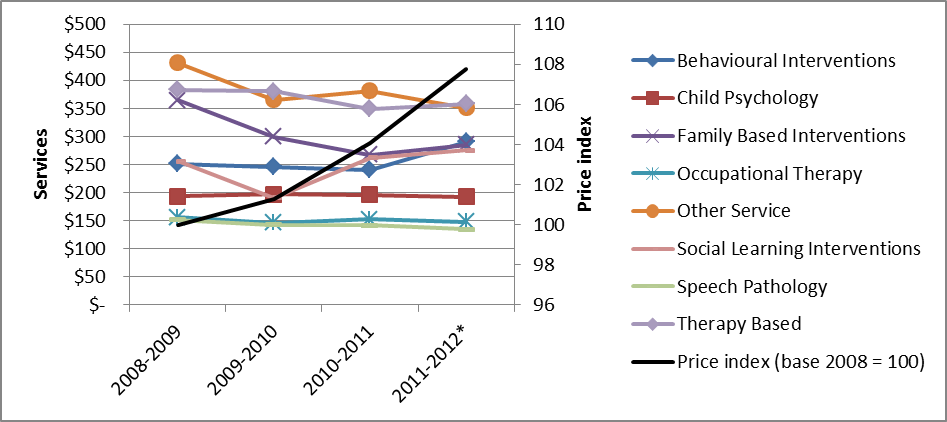 $500
$450
$400
$350
$300
$250
$200
$150
$100
$50
$-
Services
110
108
106
104
102
100
98
96
Price index
2008-2009
2009-2010
2010-2011
2011-2012*
Behavioural Interventions
Child Psychology
Family Based Interventions
Occupational Therapy
Other Service
Social Learning Interventions
Speech Pathology
Therapy Based
Price index (base 2008 = 100)